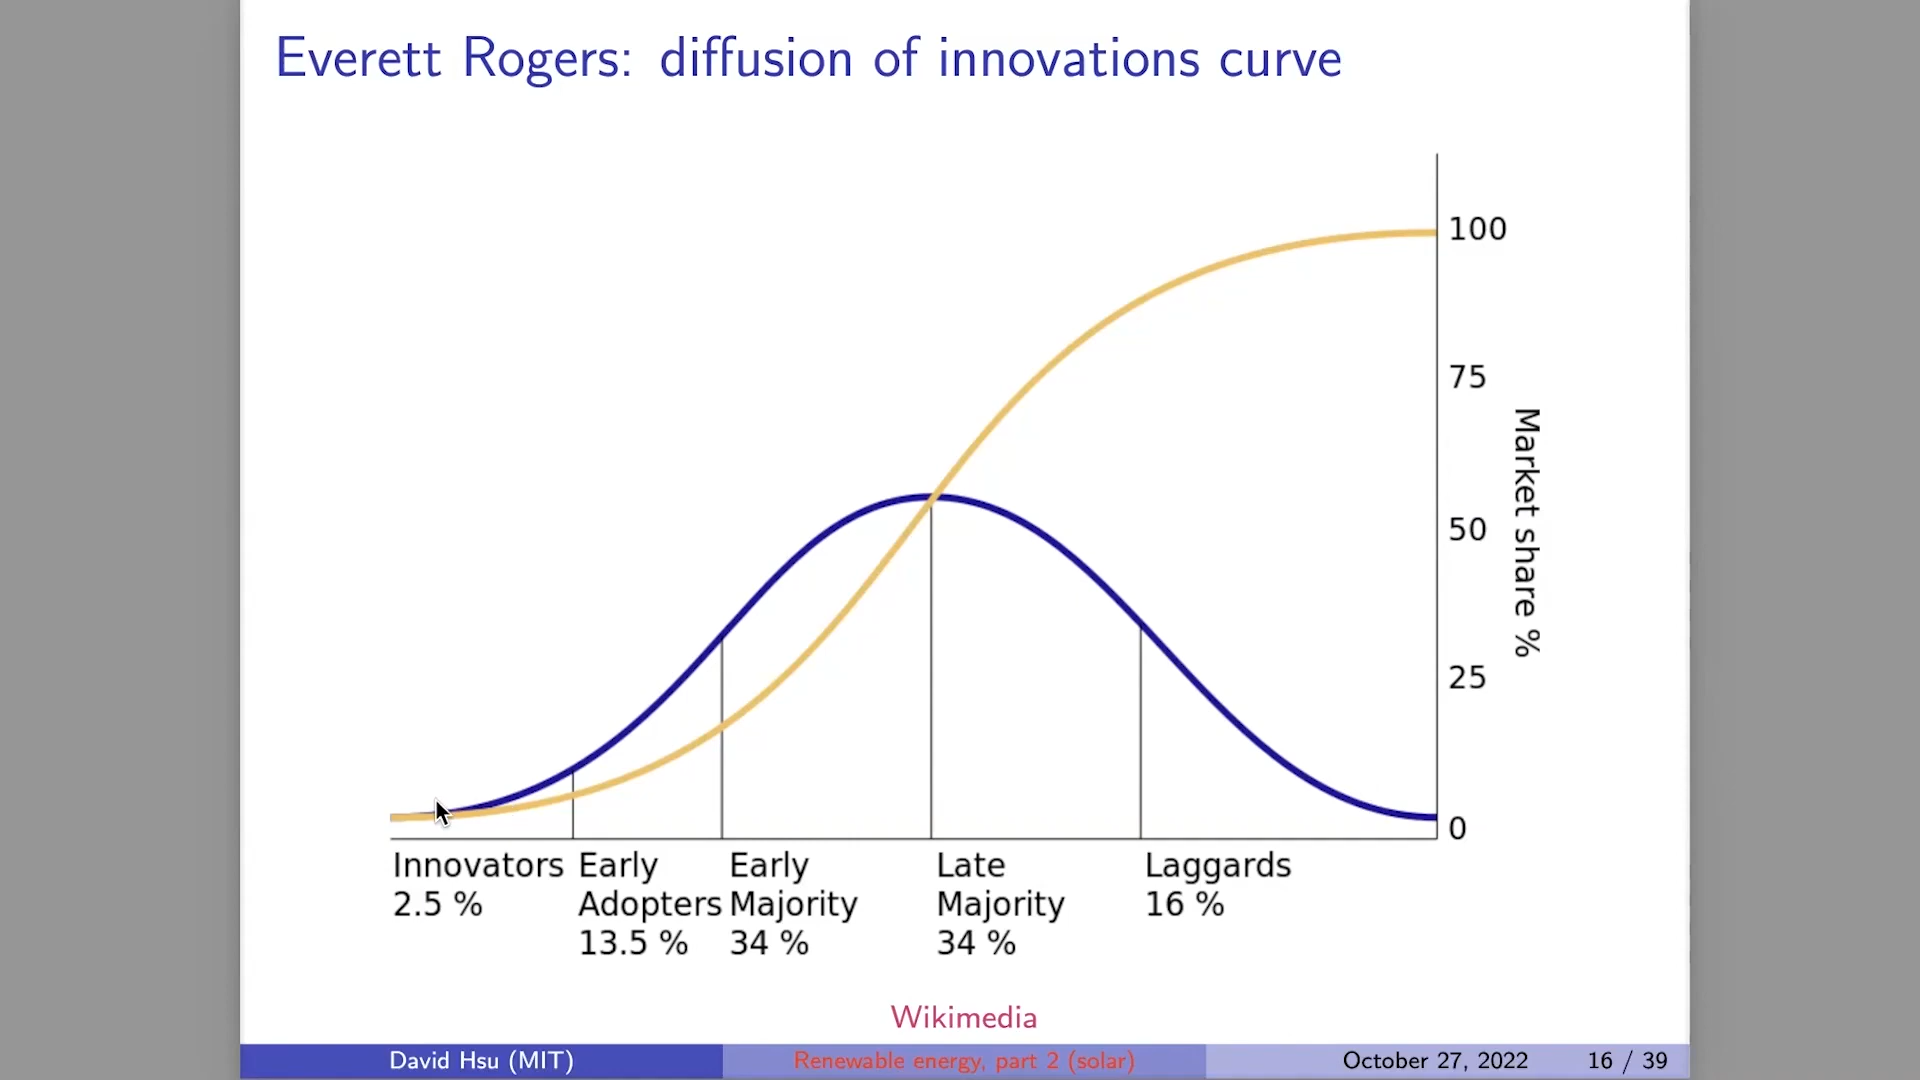 Everett Rogers: diffusion of innovations curve
100
75
50
25
0
Market share %
Innovators
2.5 %
Early
Adopters
13.5 %
Early
Majority
34 %
Late
Majority
34 %
Laggards
16 %
Wikimedia
David Hsu (MIT)
Renewable energy, part 2 (solar)
October 27, 2022
16 / 39